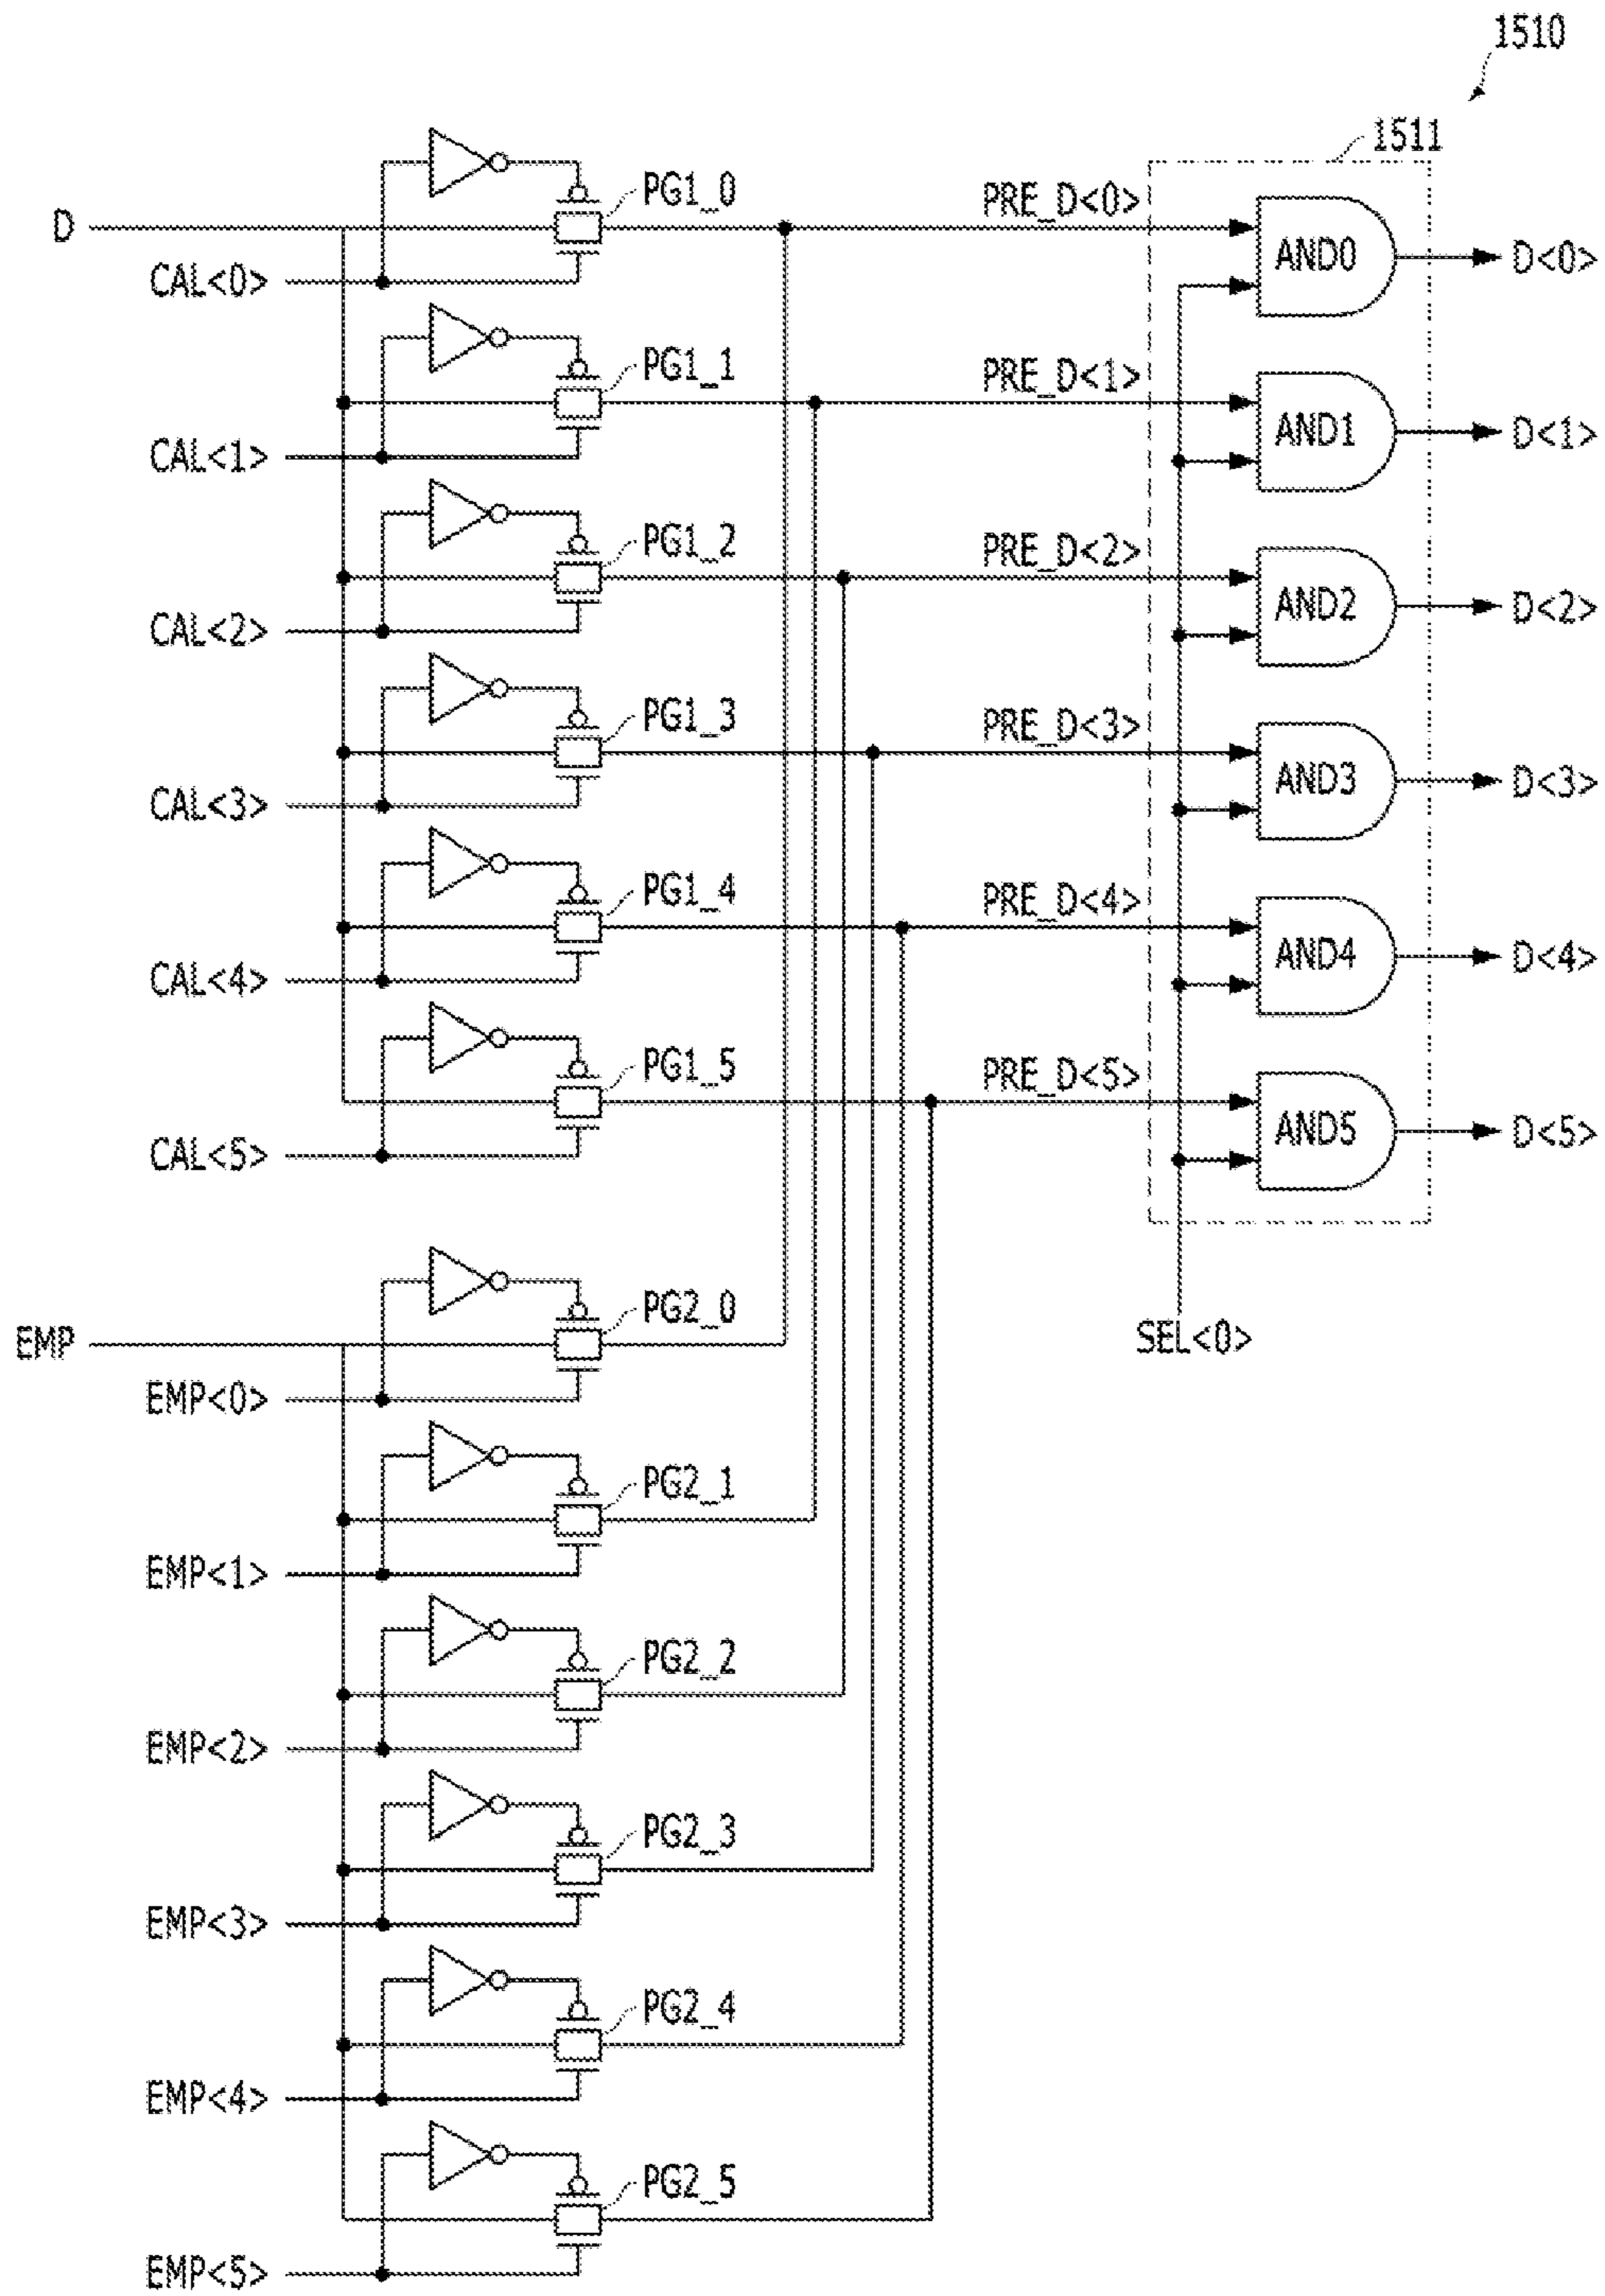 1510
1511
PG1_0
PRE_D<0>
D
AND0
D<0>
CAL<0>
PG1_1
PRE_D<1>
AND1
D<1>
CAL<1>
PG1_2
PRE_D<2>
AND2
D<2>
CAL<2>
PG1_3
PRE_D<3>
AND3
D<3>
CAL<3>
PG1_4
PRE_D<4>
AND4
D<4>
CAL<4>
PG1_5
PRE_D<5>
AND5
D<5>
CAL<5>
PG2_0
EMP
SEL<0>
EMP<0>
PG2_1
EMP<1>
PG2_2
EMP<2>
PG2_3
EMP<3>
PG2_4
EMP<4>
PG2_5
EMP<5>